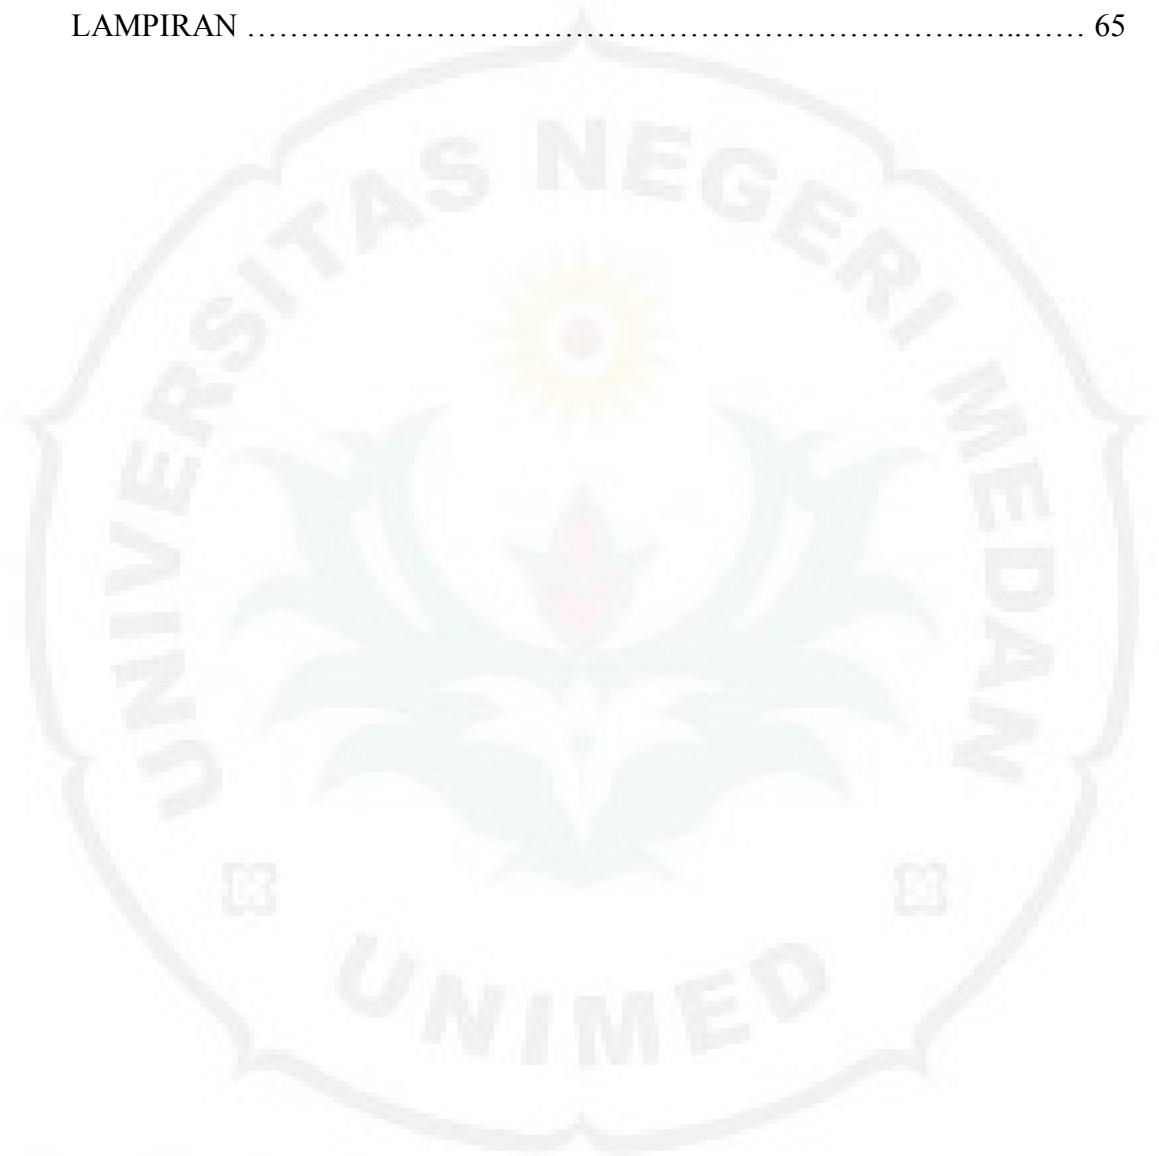 LAMPIRAN ……….……………………….……………………………….…..…… 65
UNIVERSITAS NEGERI MEDAN
UNIMED